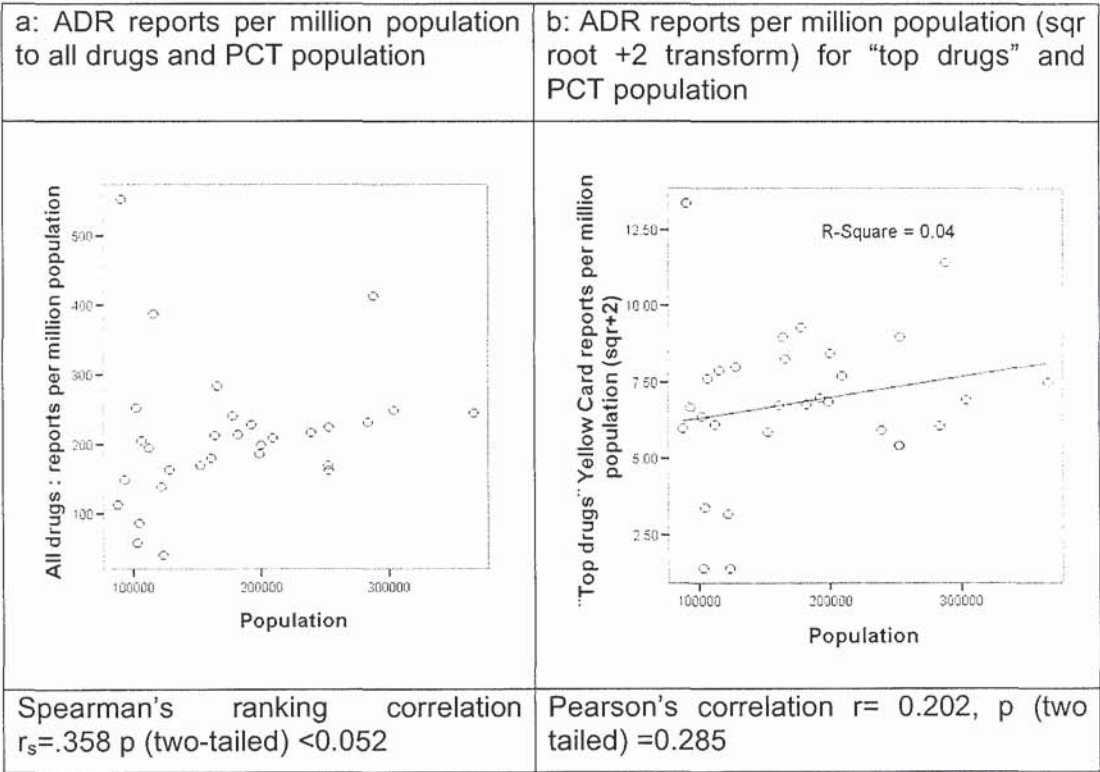 a: ADR reports per million population
to all drugs and PCT population
b: ADR reports per million population (sqr
root +2 transform) for "top drugs" and
PCT population
All drugs : reports per million population
500
400
300
200
100
100000
200000
300000
Population
"Top drugs" Yellow Card reports per million
population (sqr+2)
R-Square = 0.04
12.50
10.00
7.50
5.00
2.50
100000
200000
300000
Population
Spearman's ranking correlation
rs=.358 p (two-tailed) <0.052
Pearson's correlation r= 0.202, p (two
tailed) =0.285